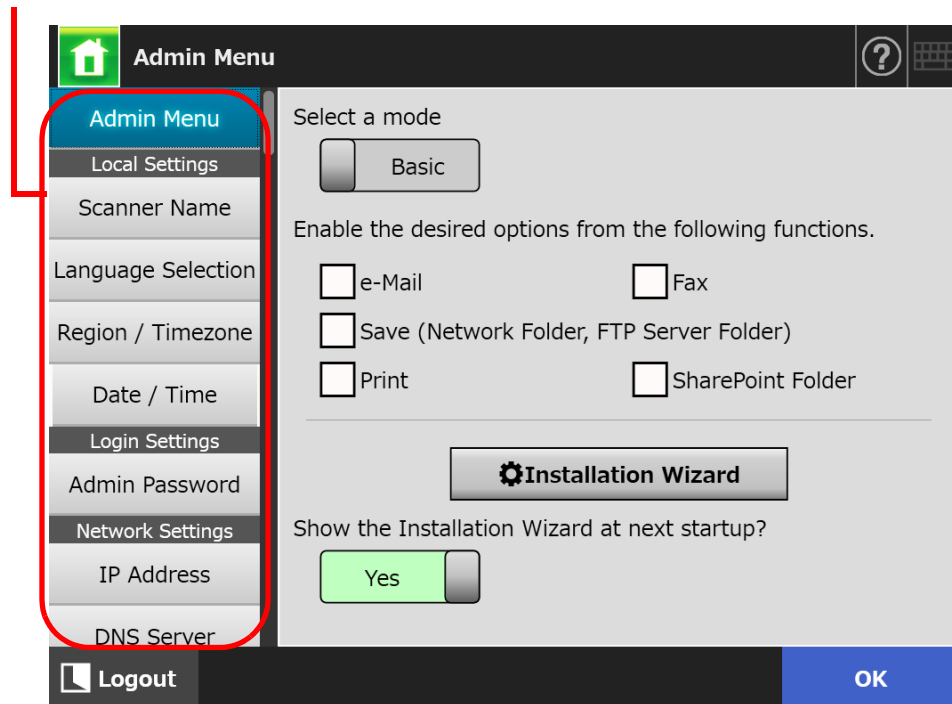 Admin Menu
?
Admin Menu
Local Settings
Scanner Name
Language Selection
Region / Timezone
Date / Time
Login Settings
Admin Password
Network Settings
IP Address
DNS Server
Select a mode
Basic
Enable the desired options from the following functions.
e-Mail Fax
Save (Network Folder, FTP Server Folder)
Print SharePoint Folder
Installation Wizard
Show the Installation Wizard at next startup?
Yes
Logout OK